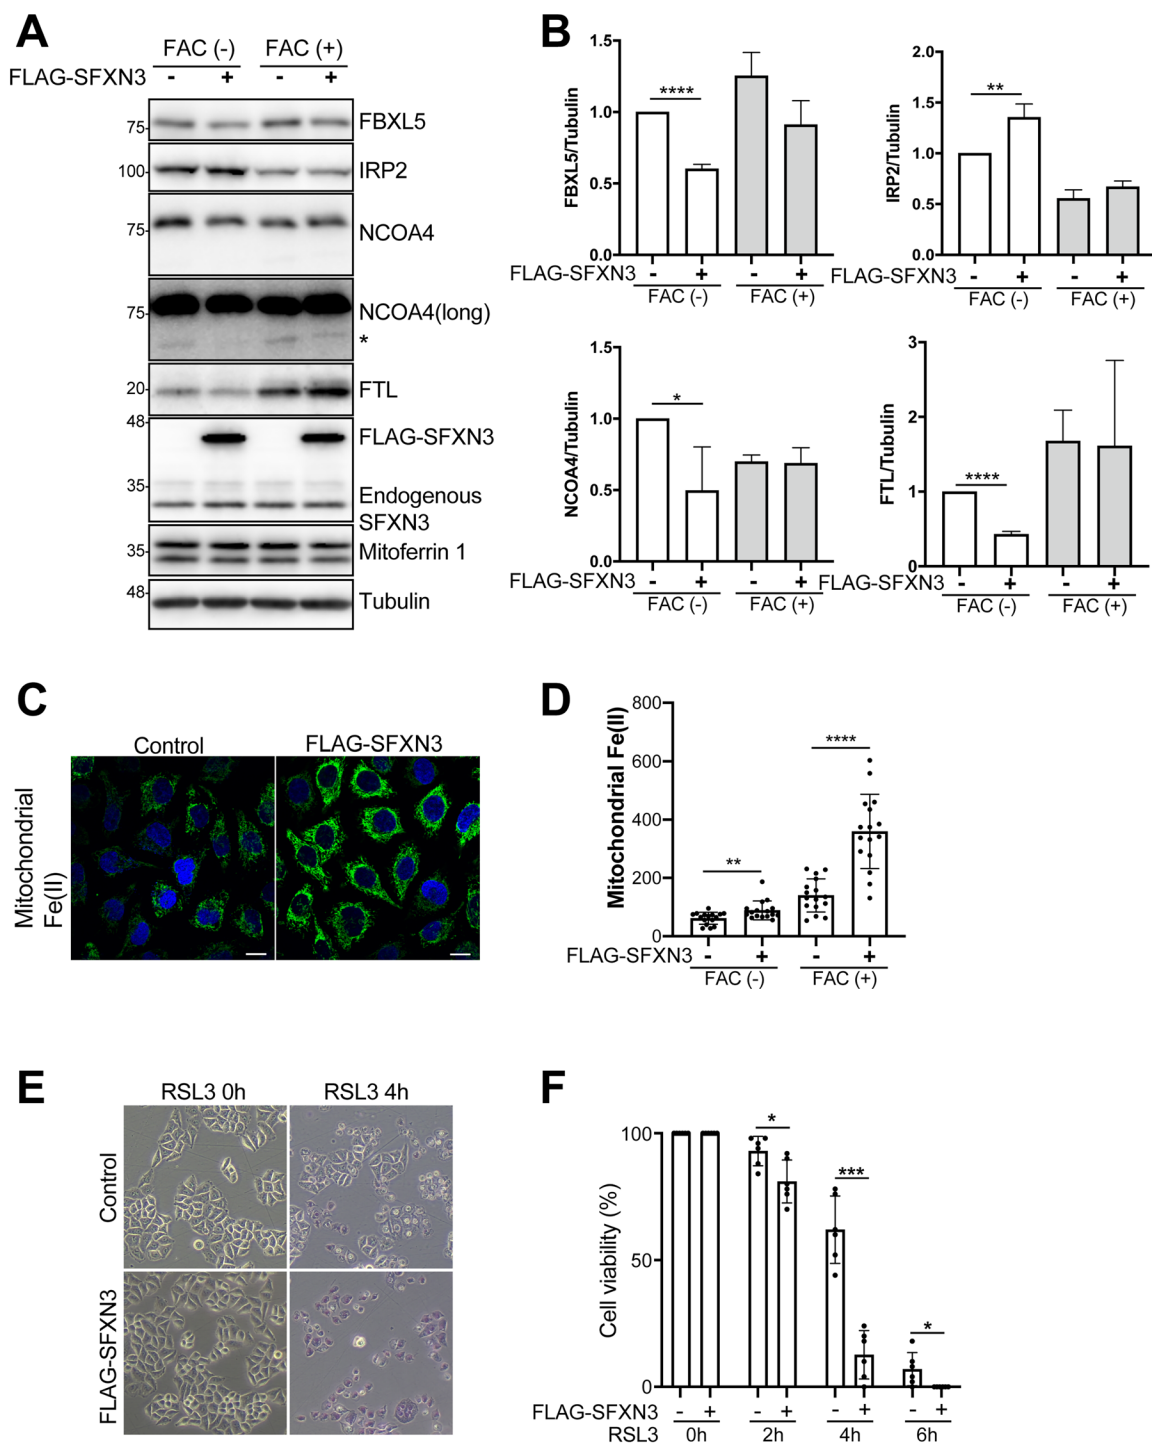 A
FAC (-) FAC (+)
FLAG-SFXN3 - + - +
75- FBXL5
100- IRP2
75- NCOA4
75- NCOA4(long)
*
20- FTL
48- FLAG-SFXN3
35- Endogenous
SFXN3
35- Mitoferrin 1
48- Tubulin
B
FBXL5/Tubulin
1.5
1.0
0.5
0.0
****
FLAG-SFXN3 - + - +
FAC (-) FAC (+)
IRP2/Tubulin
2.0
1.5
1.0
0.5
0.0
**
FLAG-SFXN3 - + - +
FAC (-) FAC (+)
NCOA4/Tubulin
1.5
1.0
0.5
0.0
*
FLAG-SFXN3 - + - +
FAC (-) FAC (+)
FTL/Tubulin
3
2
1
0
****
FLAG-SFXN3 - + - +
FAC (-) FAC (+)
C
Control FLAG-SFXN3
Mitochondrial
Fe(II)
D
Mitochondrial Fe(II)
800
600
400
200
0
** ****
FLAG-SFXN3 - + - +
FAC (-) FAC (+)
E
RSL3 0h RSL3 4h
Control
FLAG-SFXN3
F
Cell viability (%)
100
50
0
* *** *
FLAG-SFXN3 - + - + - + - +
RSL3 0h 2h 4h 6h